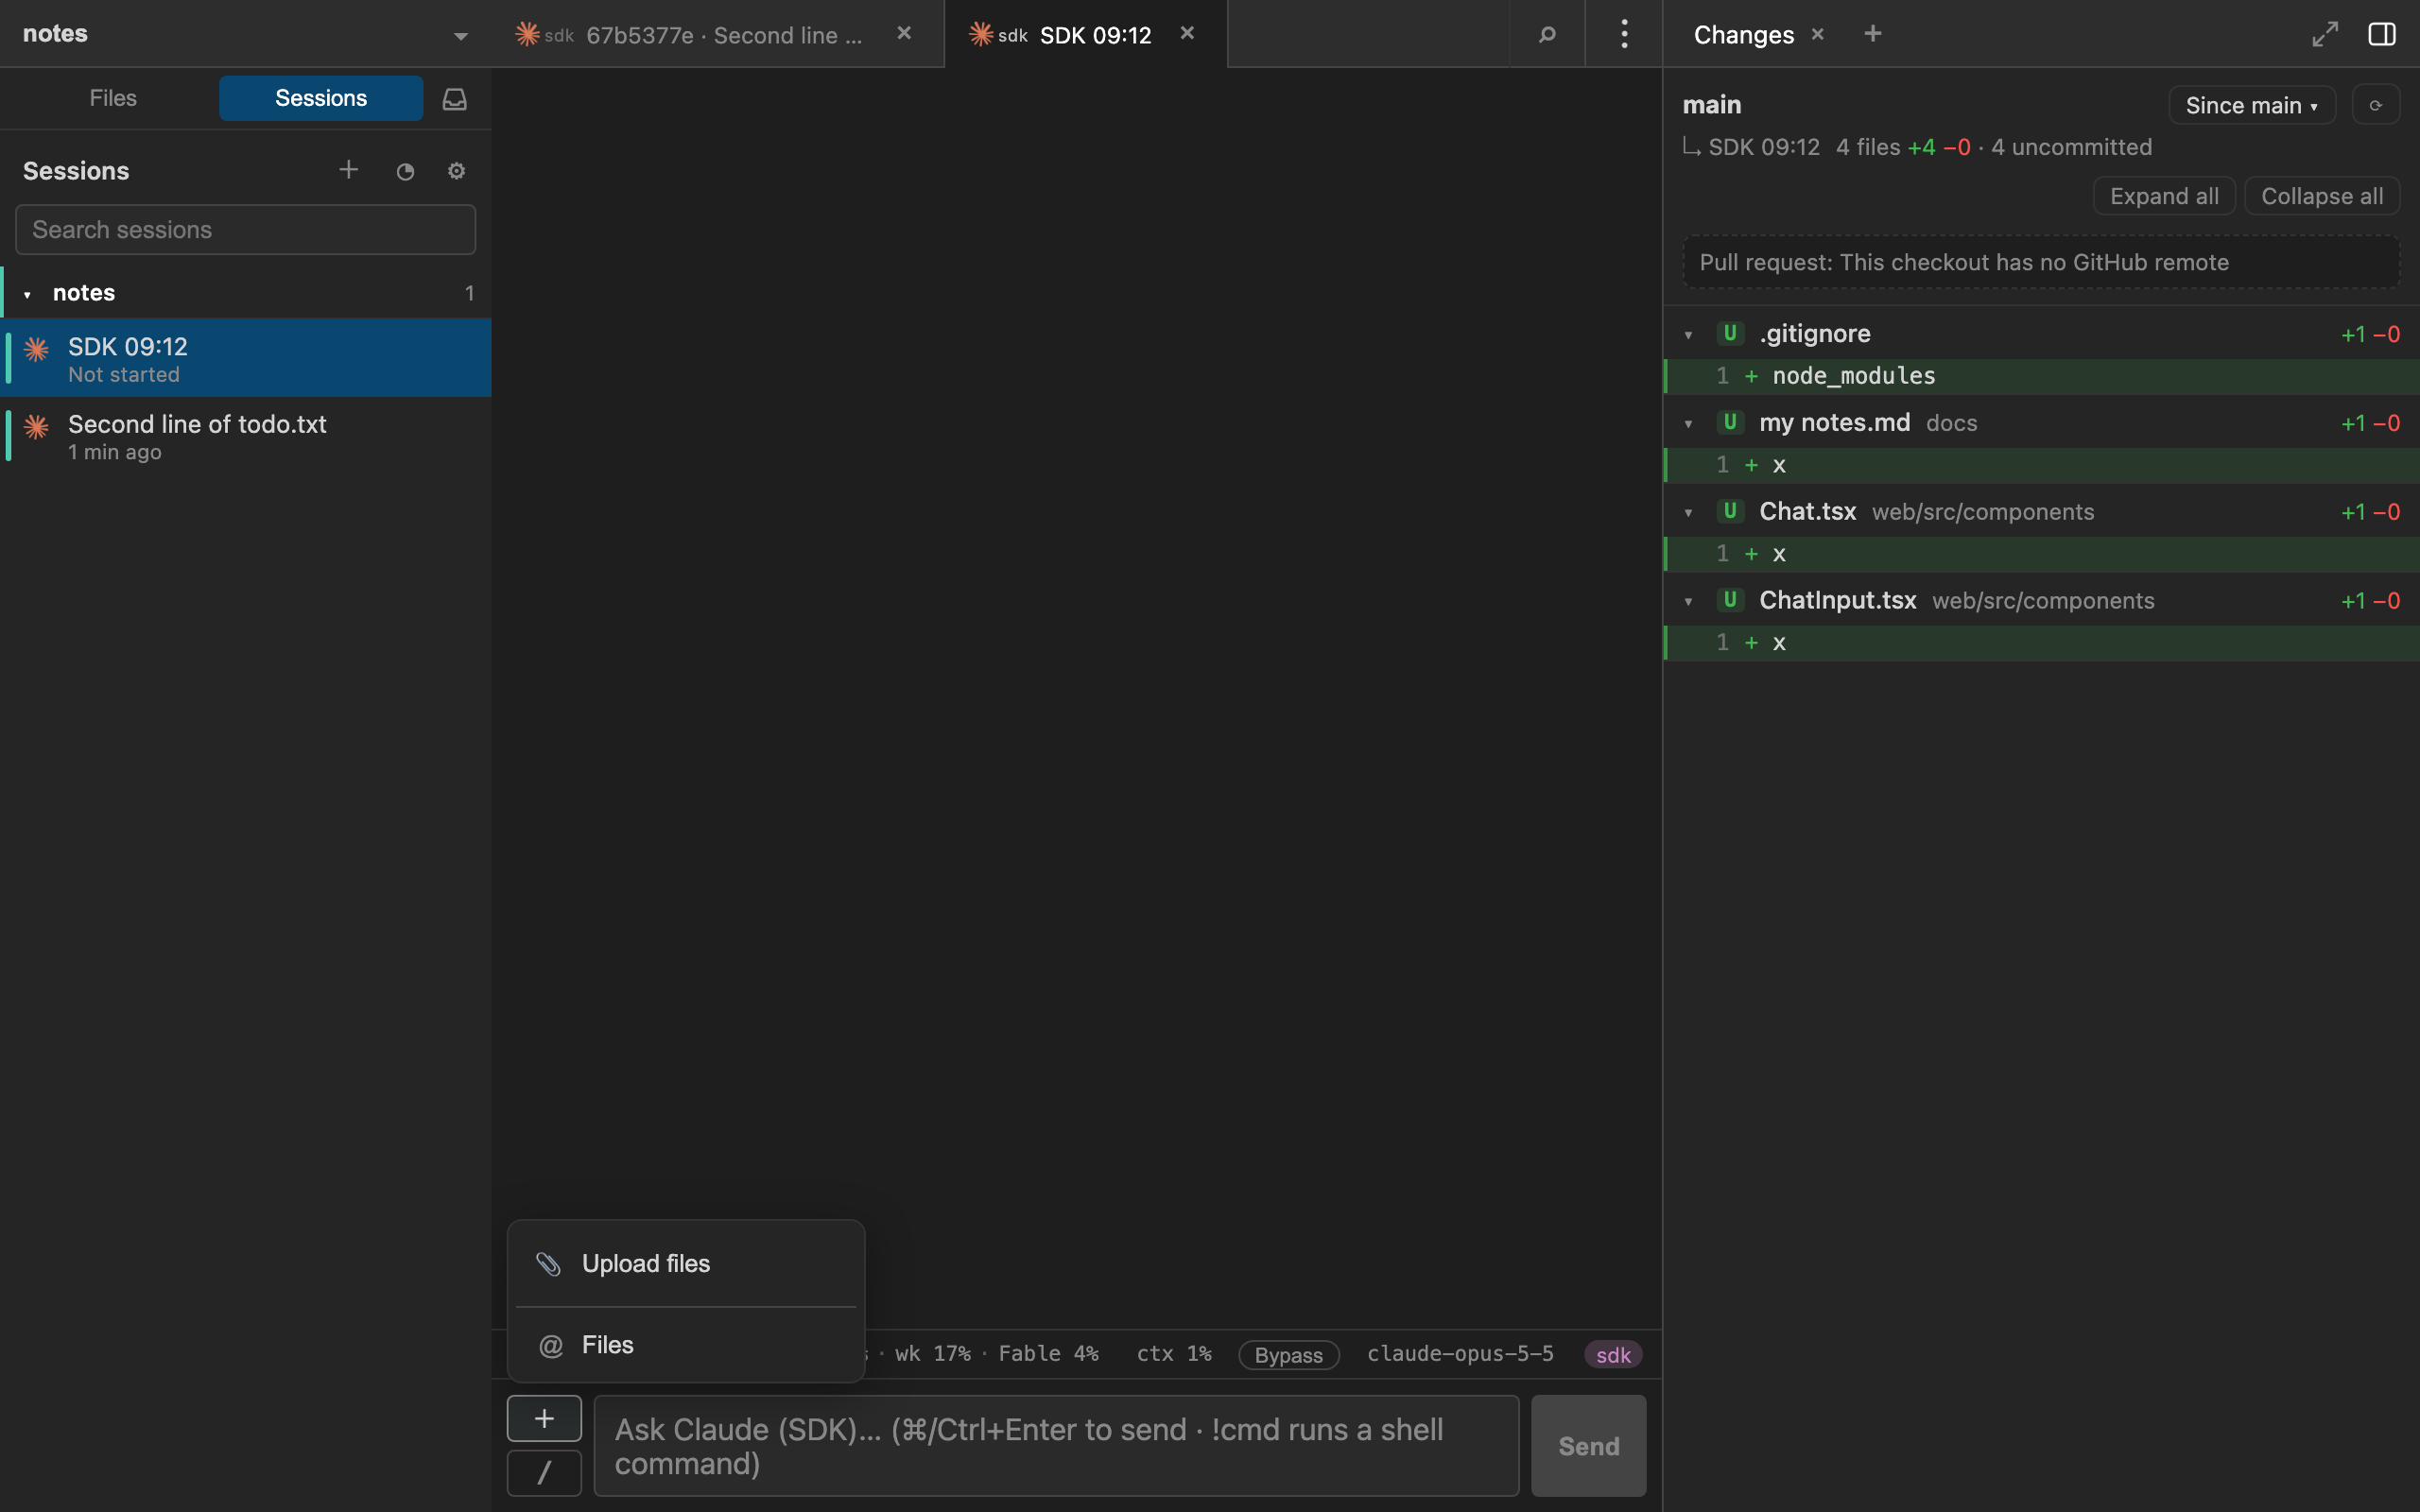 notes
sdk 67b5377e · Second line ...
sdk SDK 09:12
Changes
Files
Sessions
Sessions
Search sessions
notes 1
SDK 09:12
Not started
Second line of todo.txt
1 min ago
Upload files
@ Files
· wk 17% · Fable 4% ctx 1% Bypass claude-opus-5-5 sdk
+
/
Ask Claude (SDK)... (⌘/Ctrl+Enter to send · !cmd runs a shell
command)
Send
main
Since main
SDK 09:12 4 files +4 −0 · 4 uncommitted
Expand all
Collapse all
Pull request: This checkout has no GitHub remote
U .gitignore +1 −0
1 + node_modules
U my notes.md docs +1 −0
1 + x
U Chat.tsx web/src/components +1 −0
1 + x
U ChatInput.tsx web/src/components +1 −0
1 + x